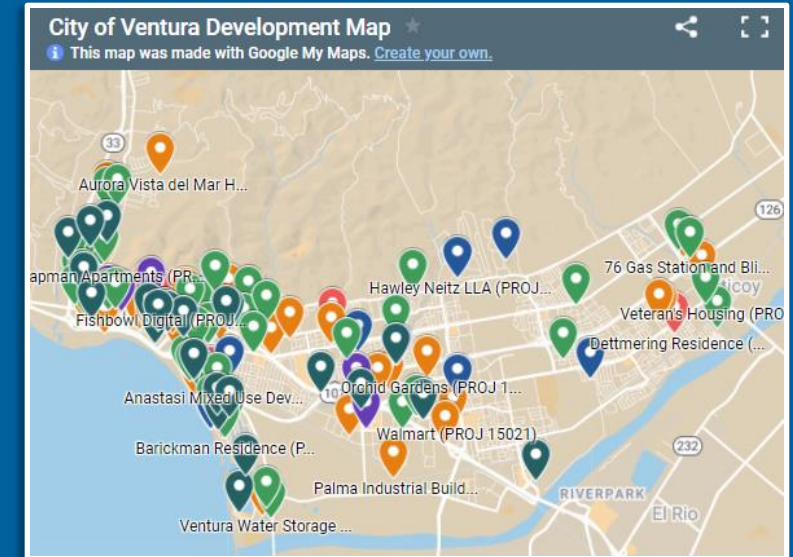 City of Ventura Development Map
This map was made with Google My Maps. Create your own.
33
Aurora Vista del Mar H...
126
apman Apartments (PR...
Hawley Neitz LLA (PROJ...
76 Gas Station and Bli...
ticoy
Fishbowl Digital (PROJ...
Veteran's Housing (PRO
Dettmering Residence (...
Orchid Gardens (PROJ 1...
10
Anastasi Mixed Use Dev...
Walmart (PROJ 15021)
Barickman Residence (P...
232
Palma Industrial Build...
RIVERPARK
El Rio
Ventura Water Storage ...